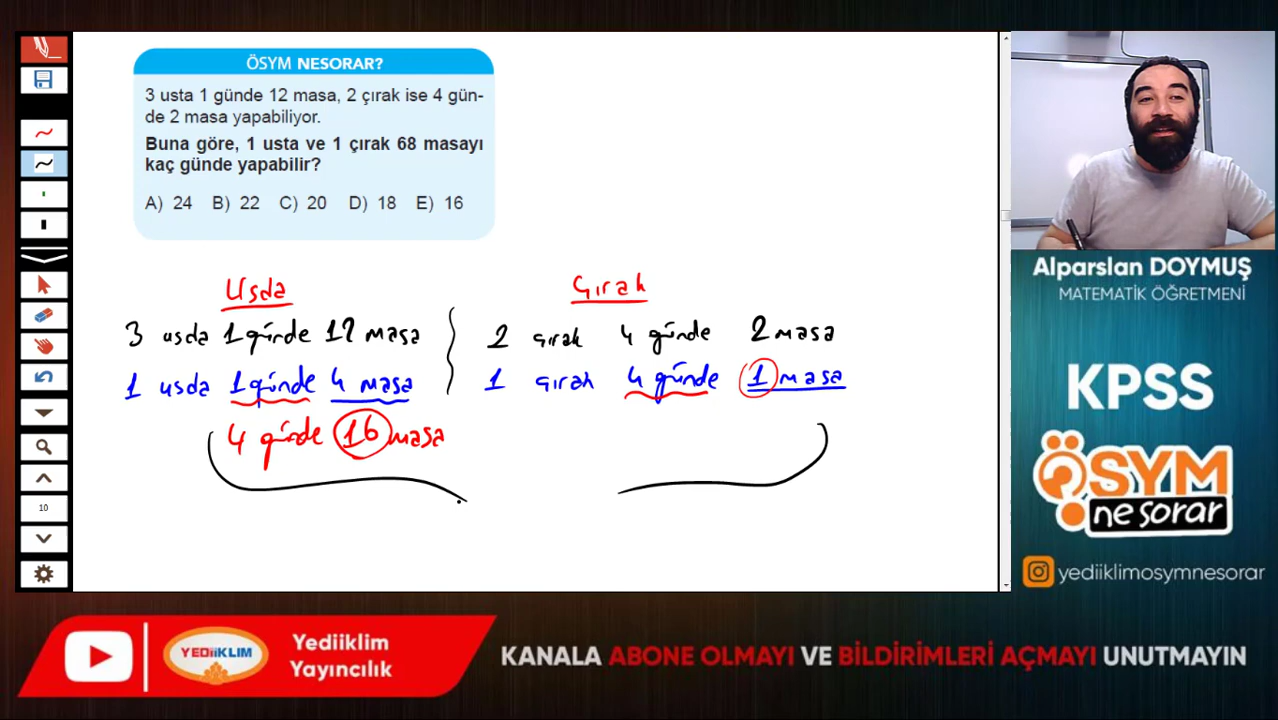 ÖSYM NESORAR?
3 usta 1 günde 12 masa, 2 çırak ise 4 gün-
de 2 masa yapabiliyor.
Buna göre, 1 usta ve 1 çırak 68 masayı
kaç günde yapabilir?
A) 24 B) 22 C) 20 D) 18 E) 16
Usda
Çırak
3 usda 1 günde 12 masa
2 çırak 4 günde 2 masa
1 usda 1 günde 4 masa
1 çırak 4 günde 1 masa
4 günde 16 masa
10
Alparslan DOYMUŞ
MATEMATİK ÖĞRETMENİ
KPSS
ÖSYM
ne sorar
yediiklimosymnesorar
YEDiiKLİM
Yediiklim
Yayıncılık
KANALA ABONE OLMAYI VE BİLDİRİMLERİ AÇMAYI UNUTMAYIN